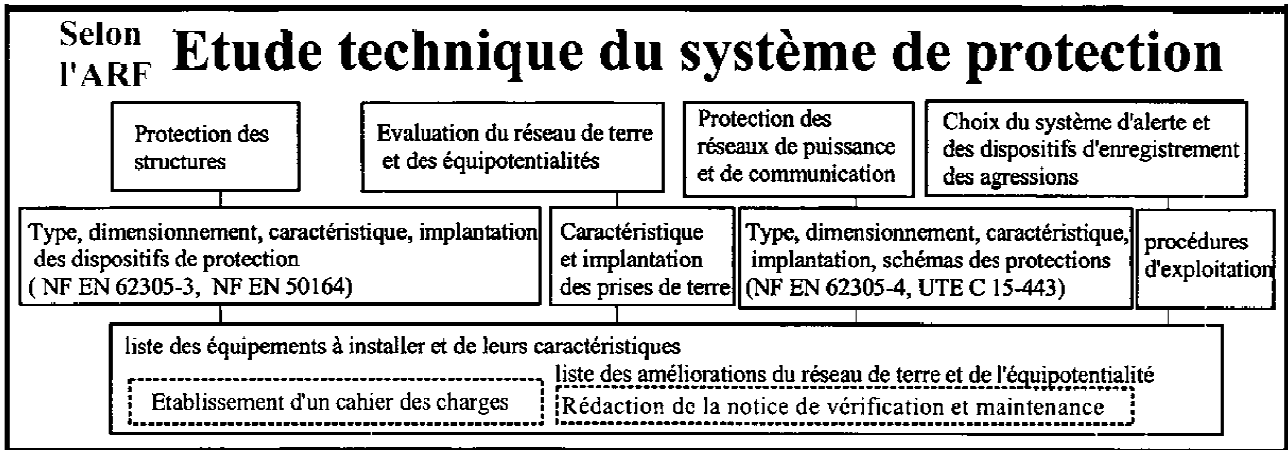 Selon
l'ARF
Etude technique du système de protection
Protection des
structures
Evaluation du réseau de terre
et des équipotentialités
Protection des
réseaux de puissance
et de communication
Choix du système d'alerte et
des dispositifs d'enregistrement
des agressions
Type, dimensionnement, caractéristique, implantation
des dispositifs de protection
( NF EN 62305-3, NF EN 50164)
Caractéristique
et implantation
des prises de terre
Type, dimensionnement, caractéristique,
implantation, schémas des protections
(NF EN 62305-4, UTE C 15-443)
procédures
d'exploitation
liste des équipements à installer et de leurs caractéristiques
liste des améliorations du réseau de terre et de l'équipotentialité
Etablissement d'un cahier des charges
Rédaction de la notice de vérification et maintenance